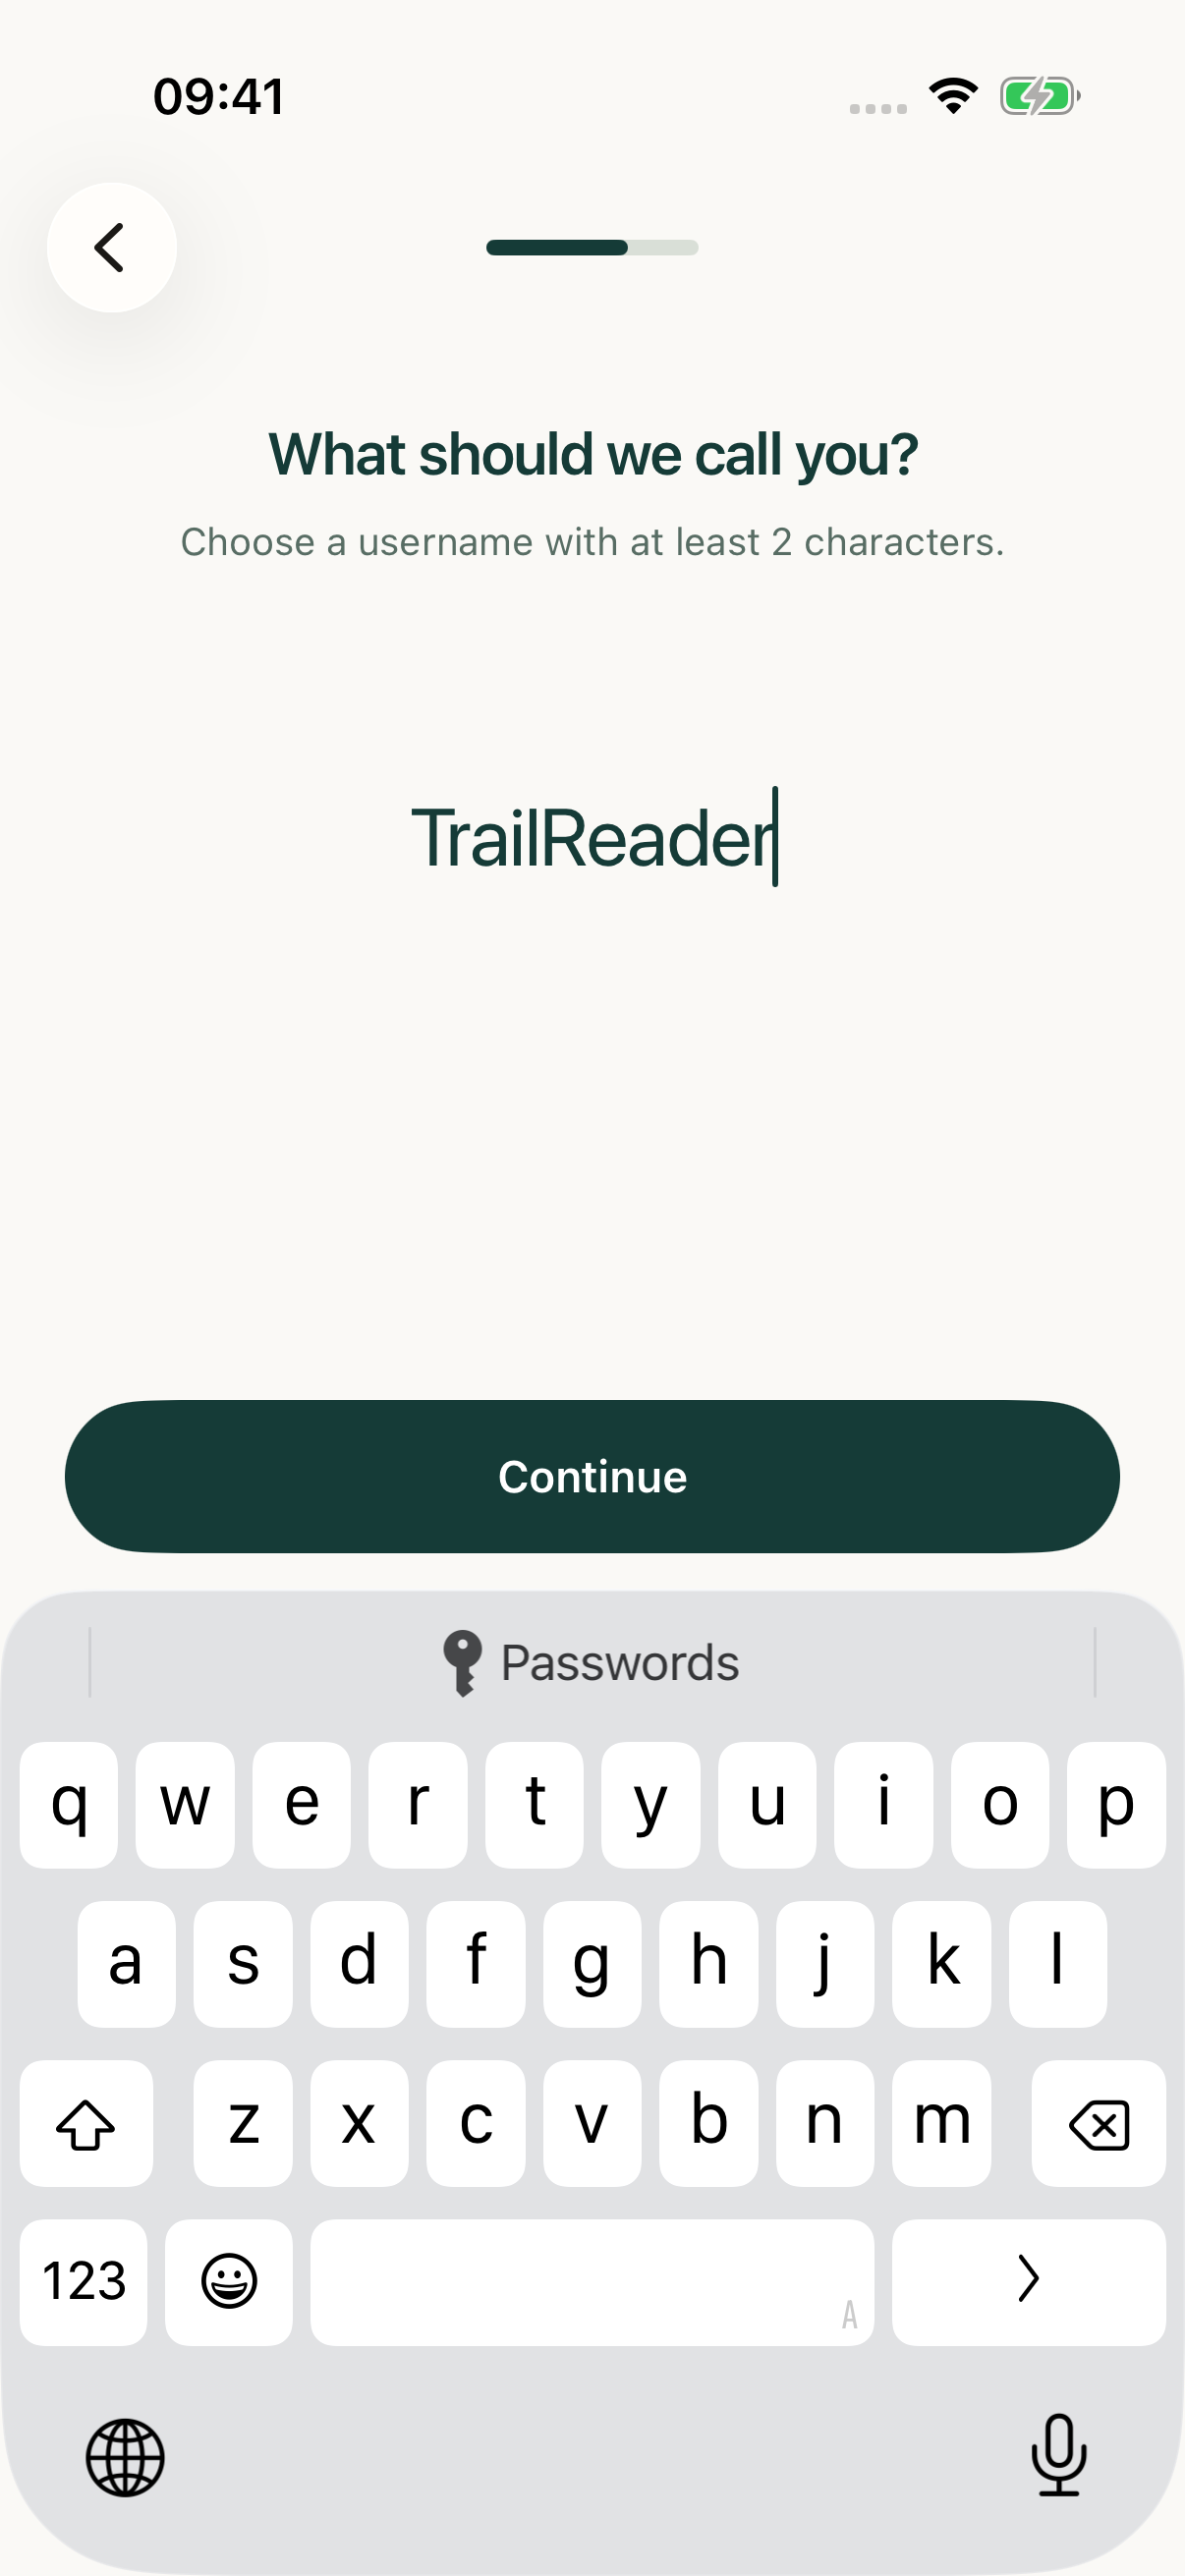 09:41
What should we call you?
Choose a username with at least 2 characters.
TrailReader
Continue
Passwords
q w e r t y u i o p
a s d f g h j k l
z x c v b n m
123
A